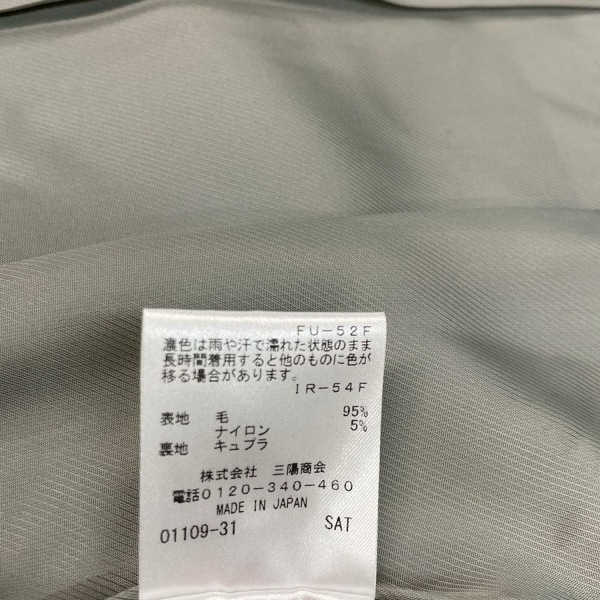 FU-52F
濃色は雨や汗で濡れた状態のまま
長時間着用すると他のものに色が
移る場合があります。
IR-54F
表地 毛 95%
ナイロン 5%
裏地 キュプラ
株式会社 三陽商会
電話0120-340-460
MADE IN JAPAN
01109-31 SAT